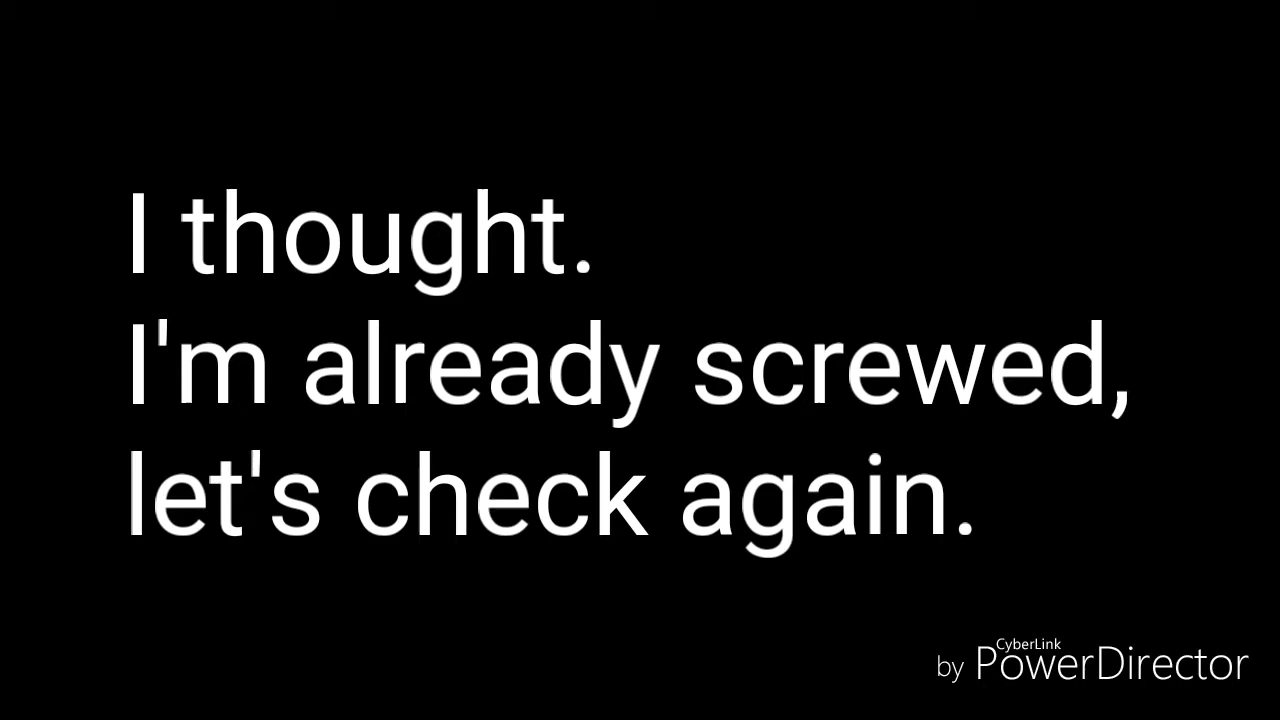 I thought.
I'm already screwed,
let's check again.
CyberLink
by PowerDirector